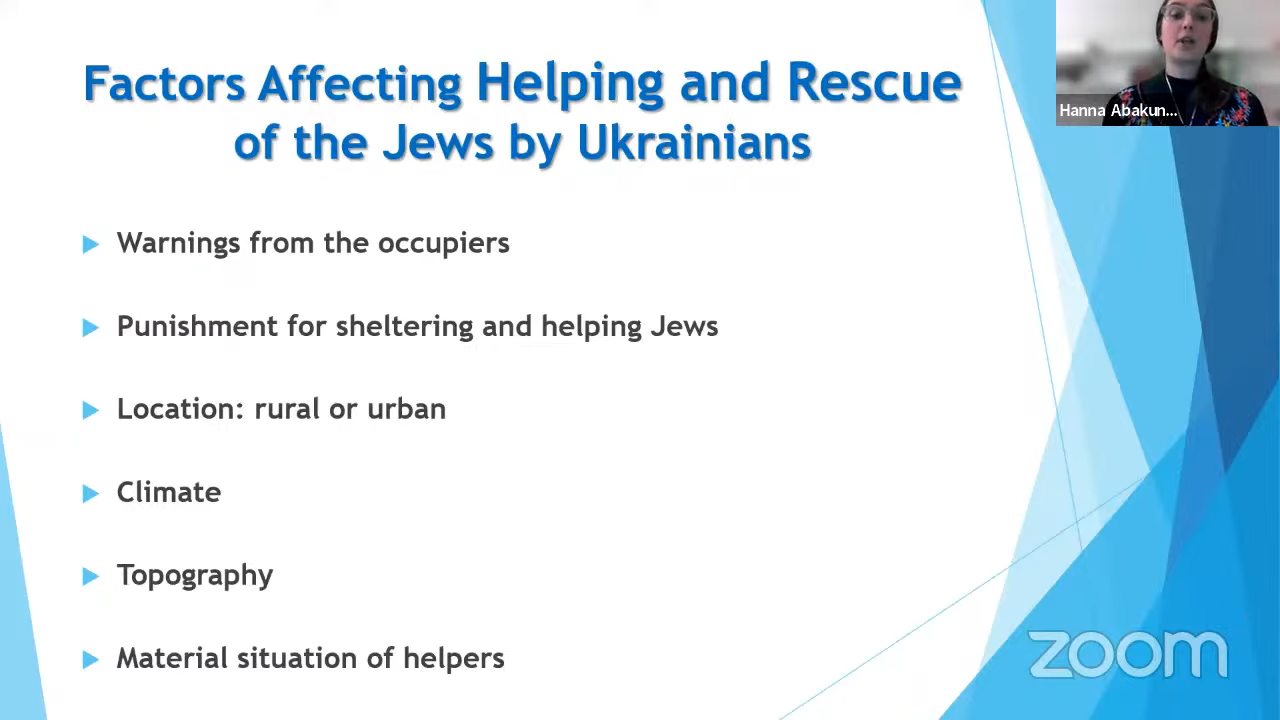 Factors Affecting Helping and Rescue
of the Jews by Ukrainians
Hanna Abakun...
Warnings from the occupiers
Punishment for sheltering and helping Jews
Location: rural or urban
Climate
Topography
Material situation of helpers
zoom